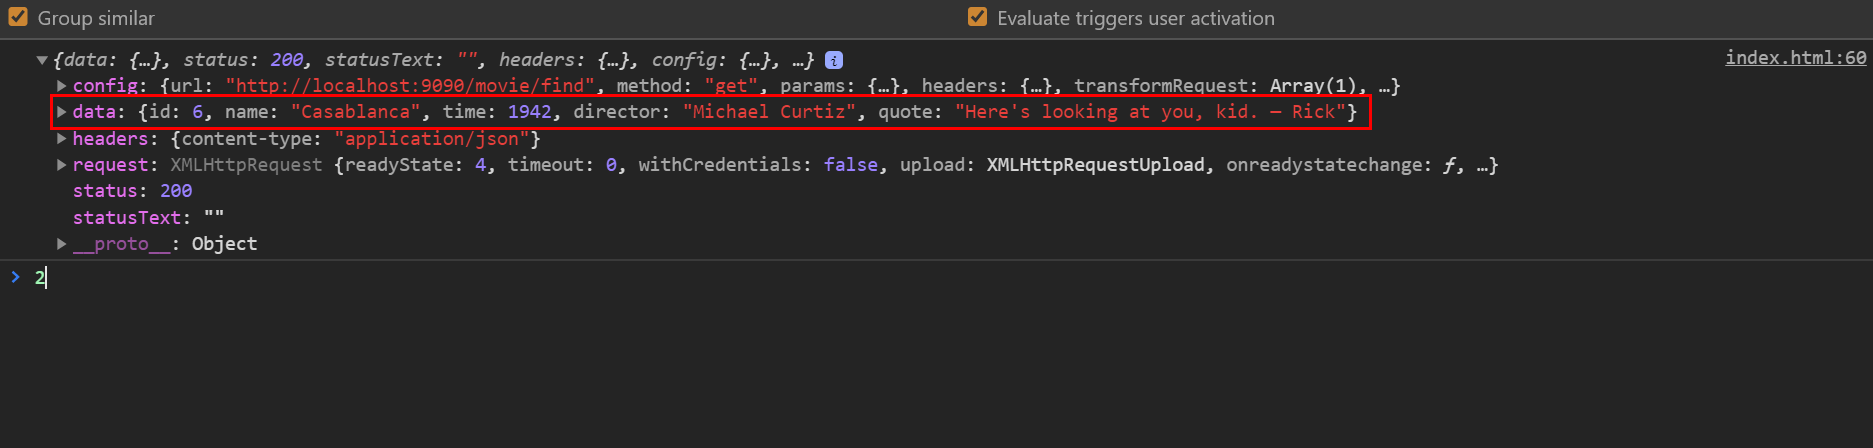 Group similar Evaluate triggers user activation
{data: {…}, status: 200, statusText: "", headers: {…}, config: {…}, …} i index.html:60
config: {url: "http://localhost:9090/movie/find", method: "get", params: {…}, headers: {…}, transformRequest: Array(1), …}
data: {id: 6, name: "Casablanca", time: 1942, director: "Michael Curtiz", quote: "Here's looking at you, kid. — Rick"}
headers: {content-type: "application/json"}
request: XMLHttpRequest {readyState: 4, timeout: 0, withCredentials: false, upload: XMLHttpRequestUpload, onreadystatechange: ƒ, …}
status: 200
statusText: ""
__proto__: Object
> 2